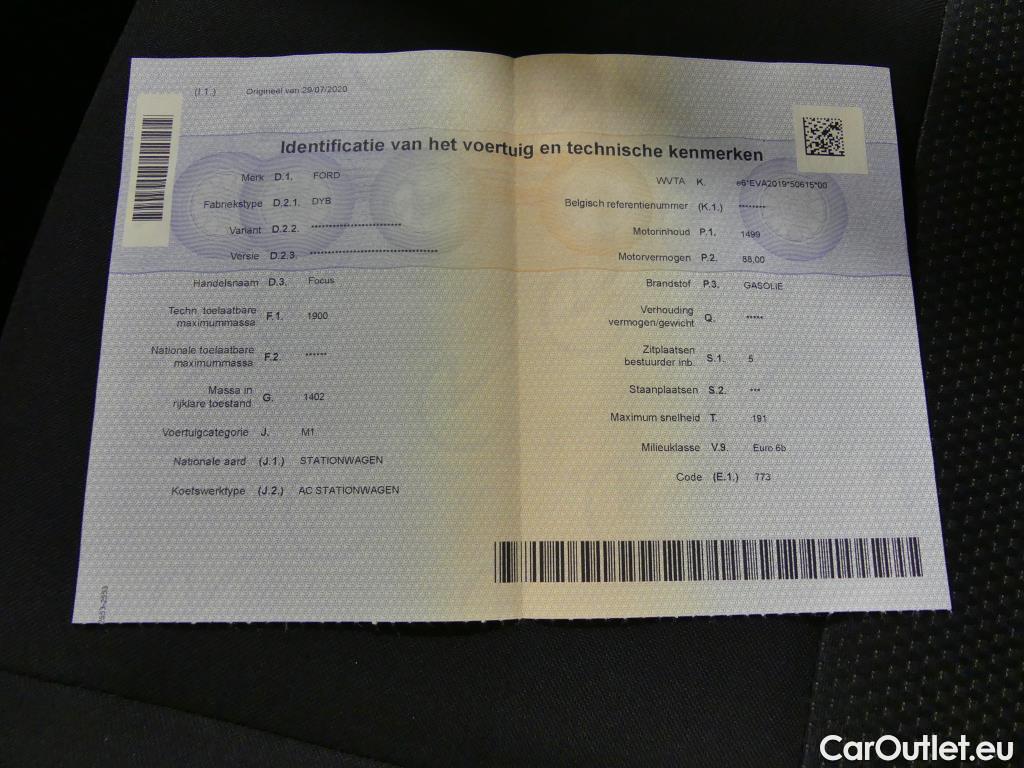 (I.1.) Origineel van 29/07/2020
Identificatie van het voertuig en technische kenmerken
Merk D.1. FORD
Fabriekstype D.2.1. DYB
Variant D.2.2. ************************
Versie D.2.3. ***********************************
Handelsnaam D.3. Focus
Techn. toelaatbare
maximummassa F.1. 1900
Nationale toelaatbare
maximummassa F.2. ******
Massa in
rijklare toestand G. 1402
Voertuigcategorie J. M1
Nationale aard (J.1.) STATIONWAGEN
Koetswerktype (J.2.) AC STATIONWAGEN
WVTA K. e6*EVA2019*50615*00
Belgisch referentienummer (K.1.) ********
Motorinhoud P.1. 1499
Motorvermogen P.2. 88,00
Brandstof P.3. GASOLIE
Verhouding
vermogen/gewicht Q. *****
Zitplaatsen
bestuurder inb. S.1. 5
Staanplaatsen S.2. ***
Maximum snelheid T. 191
Milieuklasse V.9. Euro 6b
Code (E.1.) 773
CarOutlet.eu